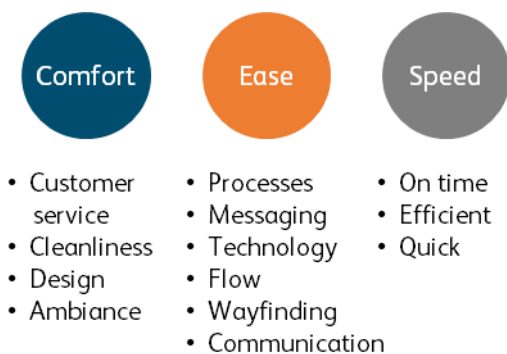 Comfort
• Customer
service
• Cleanliness
• Design
• Ambiance
Ease
• Processes
• Messaging
• Technology
• Flow
• Wayfinding
• Communication
Speed
• On time
• Efficient
• Quick